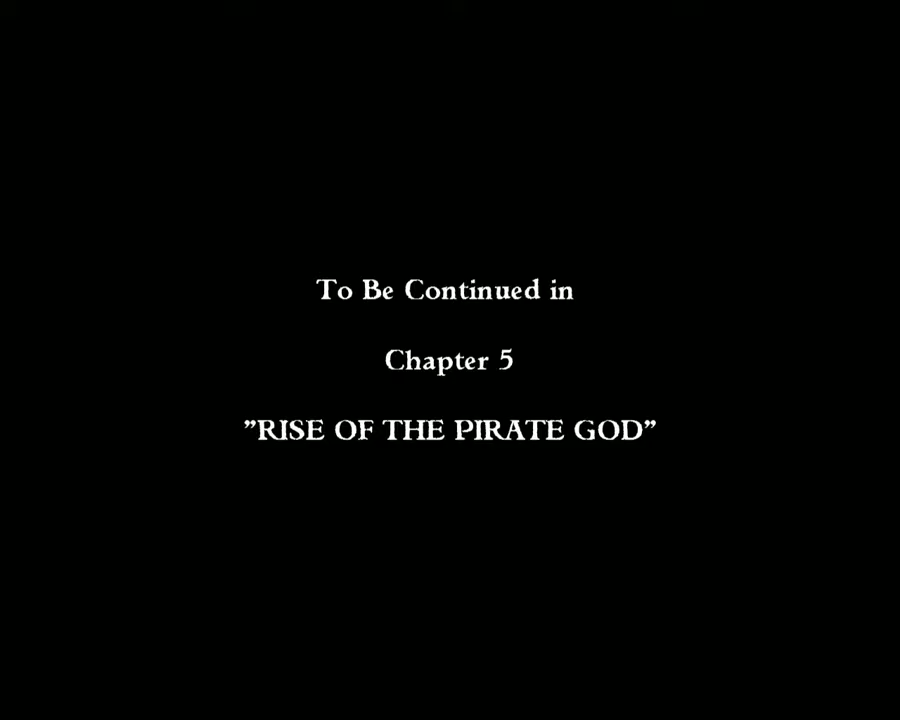 To Be Continued in
Chapter 5
”RISE OF THE PIRATE GOD”